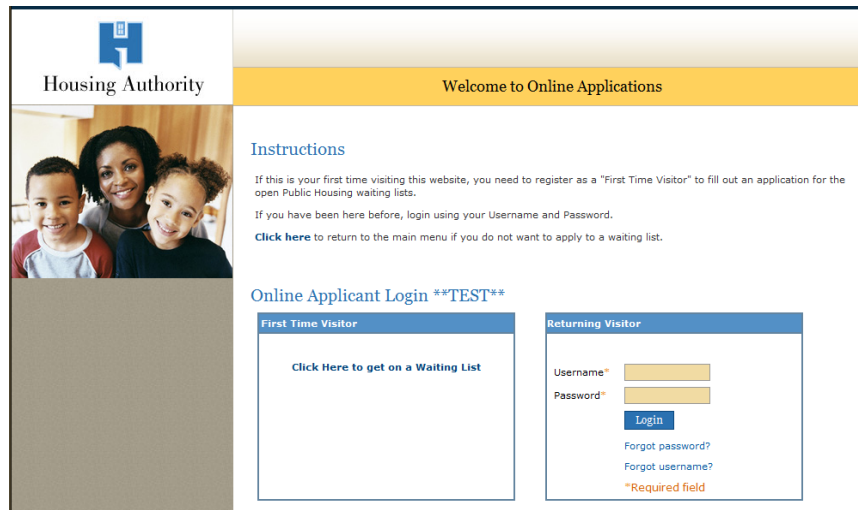 Housing Authority
Welcome to Online Applications
Instructions
If this is your first time visiting this website, you need to register as a "First Time Visitor" to fill out an application for the
open Public Housing waiting lists.
If you have been here before, login using your Username and Password.
Click here to return to the main menu if you do not want to apply to a waiting list.
Online Applicant Login **TEST**
First Time Visitor
Click Here to get on a Waiting List
Returning Visitor
Username*
Password*
Login
Forgot password?
Forgot username?
*Required field